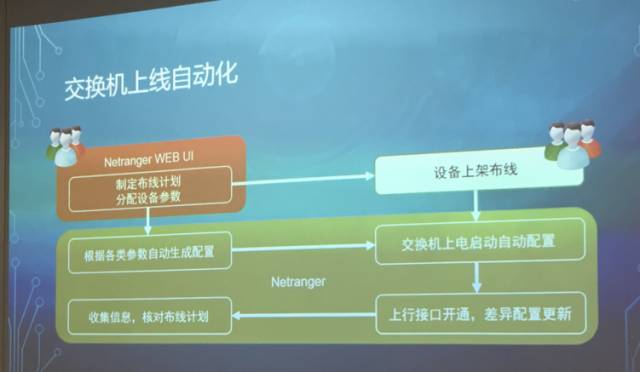 交换机上线自动化
Netranger WEB UI
制定布线计划
分配设备参数
设备上架布线
根据各类参数自动生成配置
交换机上电启动自动配置
Netranger
收集信息，核对布线计划
上行接口开通，差异配置更新